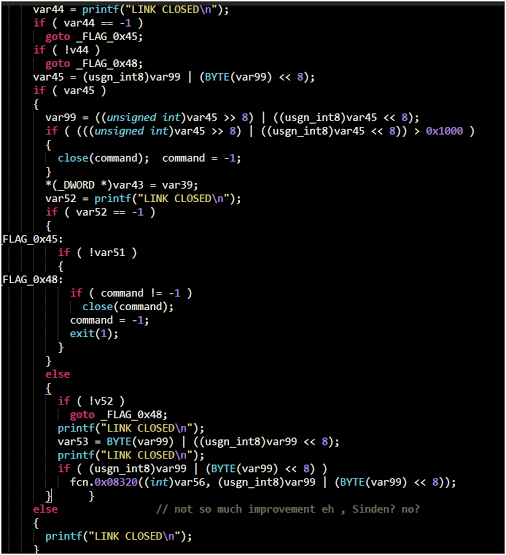 var44 = printf("LINK CLOSED\n");
if ( var44 == -1 )
goto _FLAG_0x45;
if ( !v44 )
goto _FLAG_0x48;
var45 = (usgn_int8)var99 | (BYTE(var99) << 8);
if ( var45 )
{
var99 = ((unsigned int)var45 >> 8) | ((usgn_int8)var45 << 8);
if ( (((unsigned int)var45 >> 8) | ((usgn_int8)var45 << 8)) > 0x1000 )
{
close(command);  command = -1;
}
*(_DWORD *)var43 = var39;
var52 = printf("LINK CLOSED\n");
if ( var52 == -1 )
{
_FLAG_0x45:
if ( !var51 )
{
_FLAG_0x48:
if ( command != -1 )
close(command);
command = -1;
exit(1);
}
}
else
{
if ( !v52 )
goto _FLAG_0x48;
printf("LINK CLOSED\n");
var53 = BYTE(var99) | ((usgn_int8)var99 << 8);
printf("LINK CLOSED\n");
if ( (usgn_int8)var99 | (BYTE(var99) << 8) )
fcn.0x08320((int)var56, (usgn_int8)var99 | (BYTE(var99) << 8));
}      }
else               // not so much improvement eh , Sinden? no?
{
printf("LINK CLOSED\n");
}